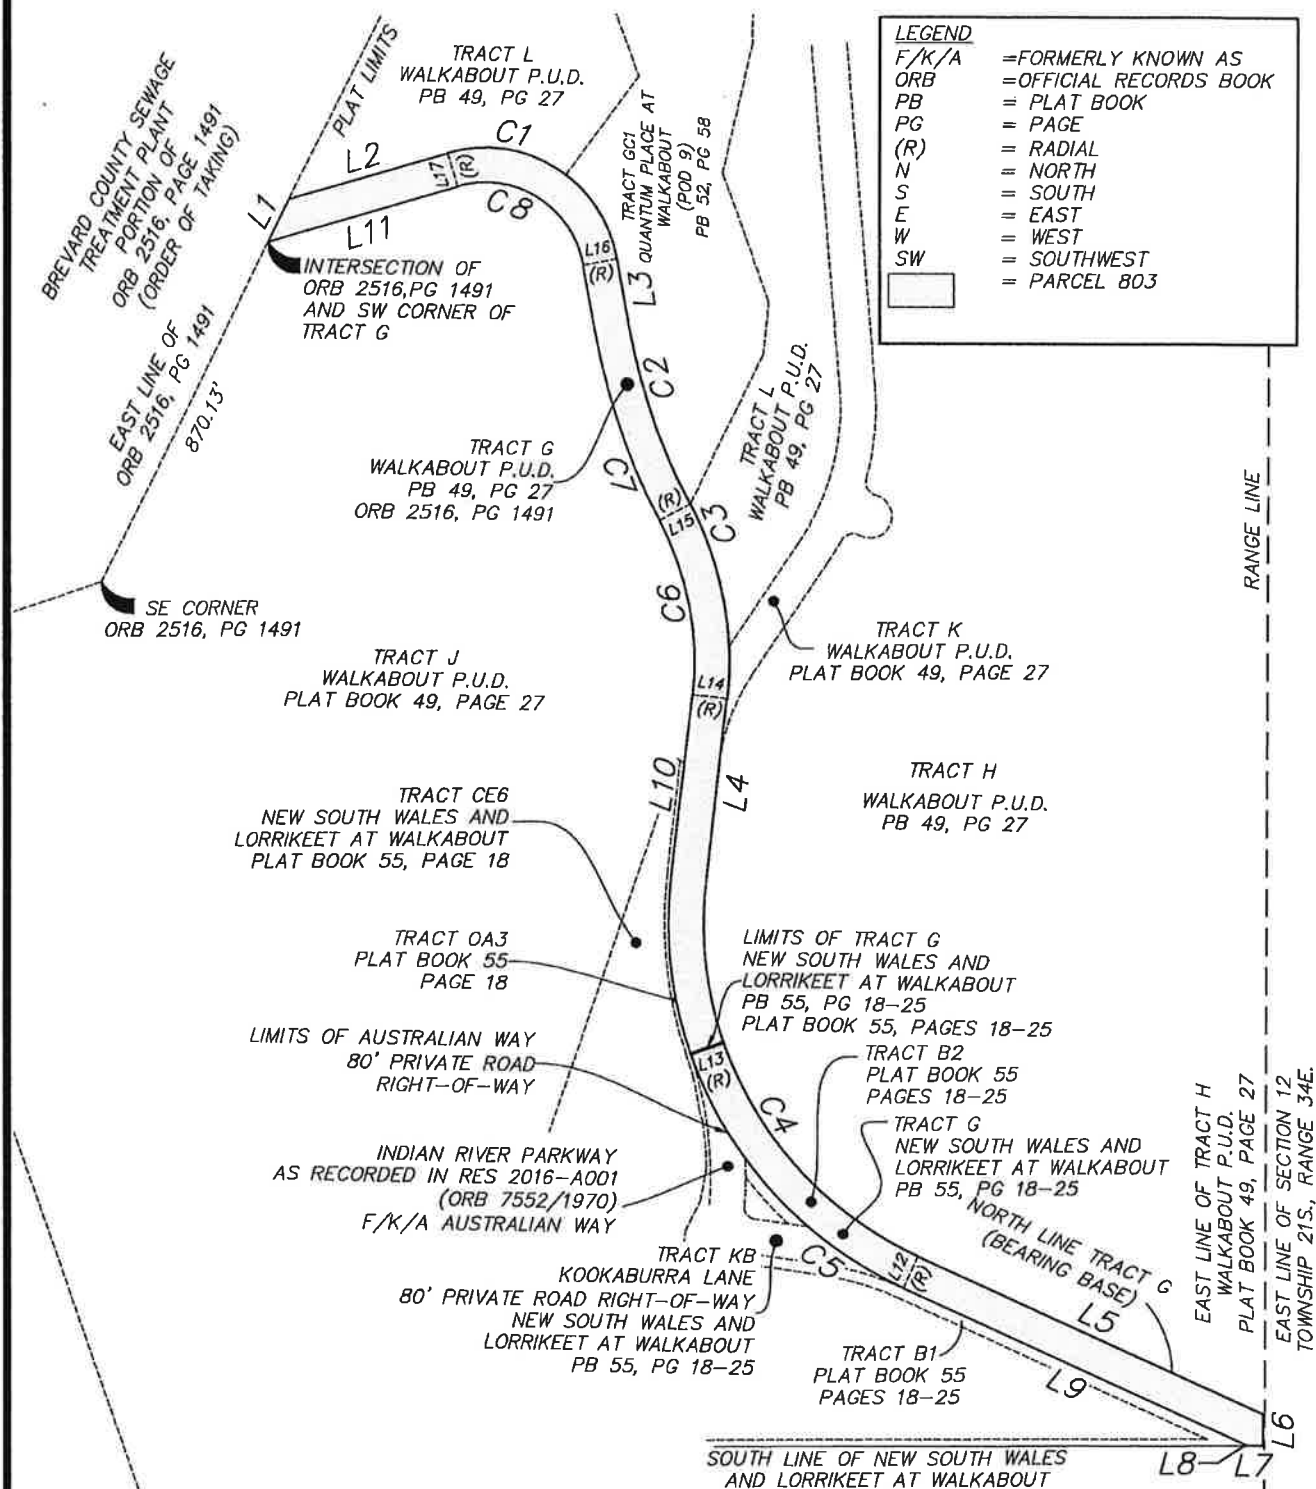 LEGEND
F/K/A =FORMERLY KNOWN AS
ORB =OFFICIAL RECORDS BOOK
PB = PLAT BOOK
PG = PAGE
(R) = RADIAL
N = NORTH
S = SOUTH
E = EAST
W = WEST
SW = SOUTHWEST
= PARCEL 803
BREVARD COUNTY SEWAGE
TREATMENT PLANT
PORTION OF
ORB 2516, PAGE 1491
(ORDER OF TAKING)
PLAT LIMITS
TRACT L
WALKABOUT P.U.D.
PB 49, PG 27
L1
L2
L17
(R)
C1
C8
L11
TRACT GC1
QUANTUM PLACE AT
WALKABOUT
(POD 9)
PB 52, PG 58
L16
(R)
L3
INTERSECTION OF
ORB 2516,PG 1491
AND SW CORNER OF
TRACT G
EAST LINE OF
ORB 2516, PG 1491
870.13'
C2
TRACT L
WALKABOUT P.U.D.
PB 49, PG 27
TRACT G
WALKABOUT P.U.D.
PB 49, PG 27
ORB 2516, PG 1491
C7
(R)
L15
C3
RANGE LINE
SE CORNER
ORB 2516, PG 1491
C6
TRACT K
WALKABOUT P.U.D.
PLAT BOOK 49, PAGE 27
TRACT J
WALKABOUT P.U.D.
PLAT BOOK 49, PAGE 27
L14
(R)
L10
L4
TRACT H
WALKABOUT P.U.D.
PB 49, PG 27
TRACT CE6
NEW SOUTH WALES AND
LORRIKEET AT WALKABOUT
PLAT BOOK 55, PAGE 18
TRACT OA3
PLAT BOOK 55
PAGE 18
LIMITS OF TRACT G
NEW SOUTH WALES AND
LORRIKEET AT WALKABOUT
PB 55, PG 18-25
PLAT BOOK 55, PAGES 18-25
LIMITS OF AUSTRALIAN WAY
80' PRIVATE ROAD
RIGHT-OF-WAY
L13
(R)
TRACT B2
PLAT BOOK 55
PAGES 18-25
C4
TRACT G
NEW SOUTH WALES AND
LORRIKEET AT WALKABOUT
PB 55, PG 18-25
INDIAN RIVER PARKWAY
AS RECORDED IN RES 2016-A001
(ORB 7552/1970)
F/K/A AUSTRALIAN WAY
NORTH LINE TRACT G
(BEARING BASE)
EAST LINE OF TRACT H
WALKABOUT P.U.D.
PLAT BOOK 49, PAGE 27
EAST LINE OF SECTION 12
TOWNSHIP 21S., RANGE 34E.
TRACT KB
KOOKABURRA LANE
80' PRIVATE ROAD RIGHT-OF-WAY
NEW SOUTH WALES AND
LORRIKEET AT WALKABOUT
PB 55, PG 18-25
C5
L12
(R)
L5
TRACT B1
PLAT BOOK 55
PAGES 18-25
L9
L6
SOUTH LINE OF NEW SOUTH WALES
AND LORRIKEET AT WALKABOUT
L8
L7